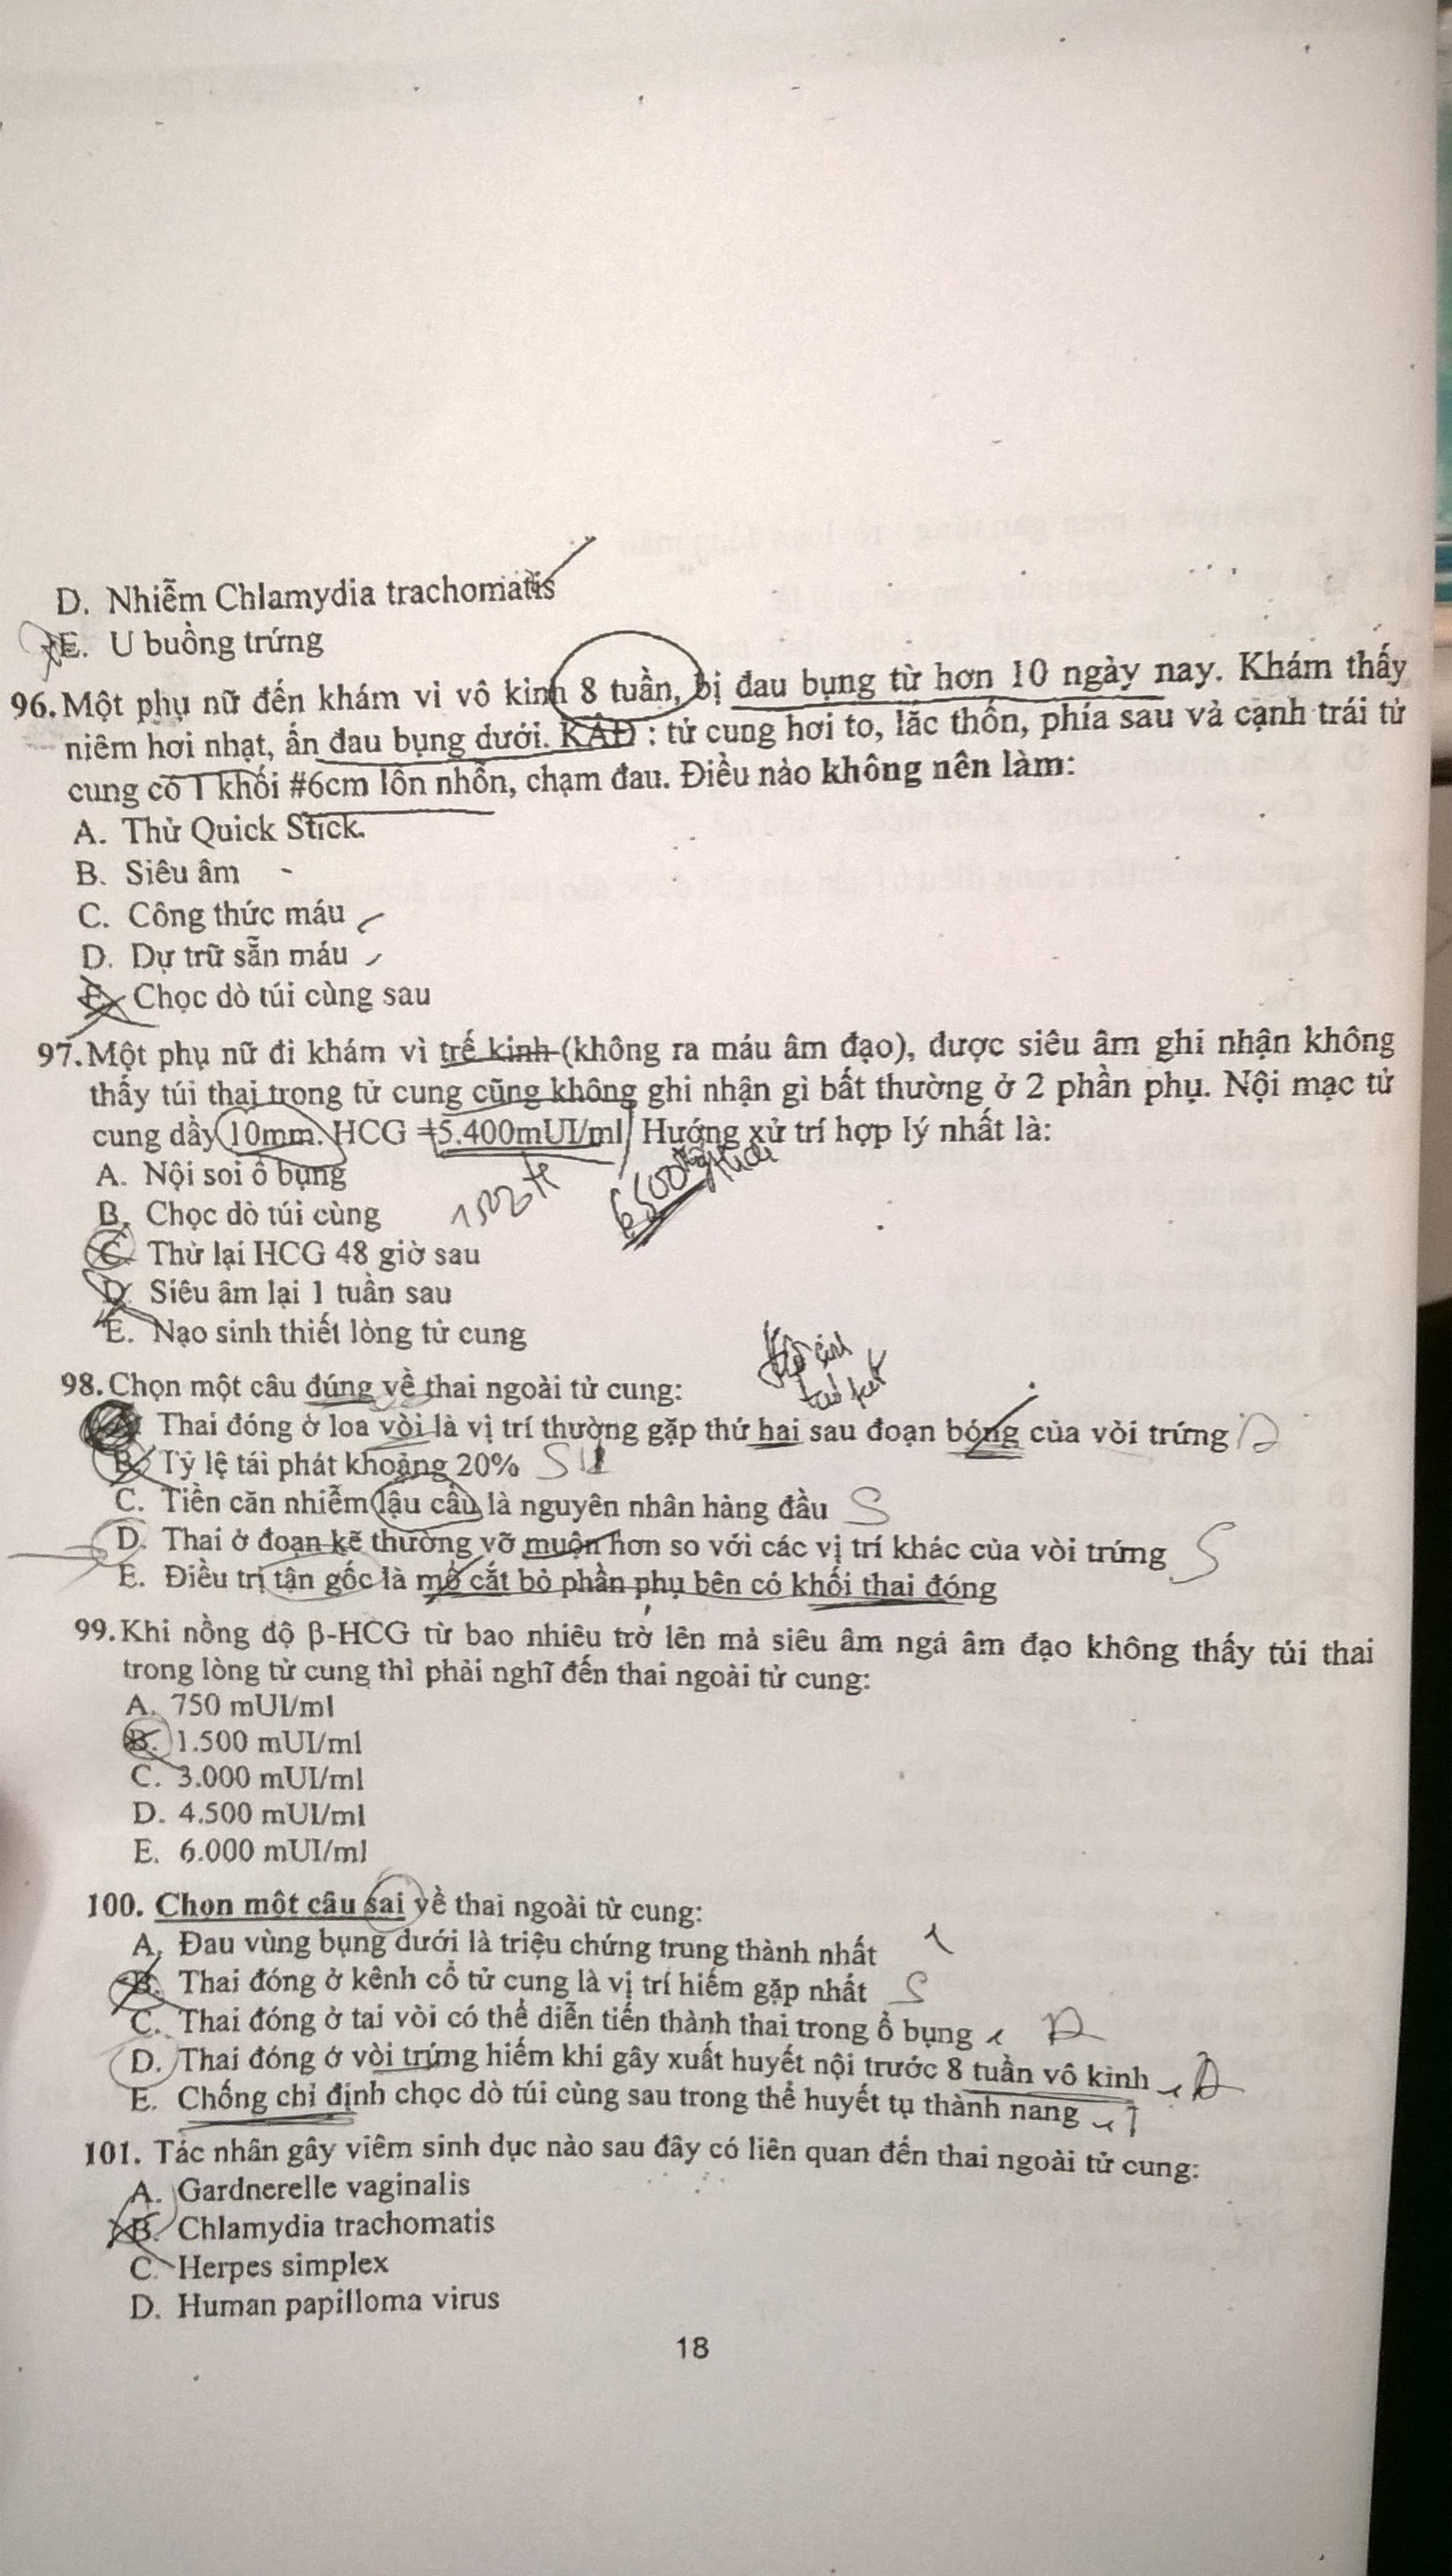 D. Nhiễm Chlamydia trachomatis
E. U buồng trứng
96. Một phụ nữ đến khám vì vô kinh 8 tuần, bị đau bụng từ hơn 10 ngày nay. Khám thấy
niêm hơi nhạt, ấn đau bụng dưới. KÂĐ : tử cung hơi to, lắc thốn, phía sau và cạnh trái tử
cung có 1 khối #6cm lổn nhổn, chạm đau. Điều nào không nên làm:
A. Thử Quick Stick.
B. Siêu âm
C. Công thức máu
D. Dự trữ sẵn máu
E. Chọc dò túi cùng sau
97. Một phụ nữ đi khám vì trễ kinh (không ra máu âm đạo), được siêu âm ghi nhận không
thấy túi thai trong tử cung cũng không ghi nhận gì bất thường ở 2 phần phụ. Nội mạc tử
cung dầy 10mm. HCG = 5.400mUI/ml. Hướng xử trí hợp lý nhất là:
A. Nội soi ổ bụng
B. Chọc dò túi cùng
C. Thử lại HCG 48 giờ sau
D. Siêu âm lại 1 tuần sau
E. Nạo sinh thiết lòng tử cung
98. Chọn một câu đúng về thai ngoài tử cung:
A. Thai đóng ở loa vòi là vị trí thường gặp thứ hai sau đoạn bóng của vòi trứng
B. Tỷ lệ tái phát khoảng 20% S
C. Tiền căn nhiễm lậu cầu là nguyên nhân hàng đầu S
D. Thai ở đoạn kẽ thường vỡ muộn hơn so với các vị trí khác của vòi trứng S
E. Điều trị tận gốc là mổ cắt bỏ phần phụ bên có khối thai đóng
99. Khi nồng độ β-HCG từ bao nhiêu trở lên mà siêu âm ngả âm đạo không thấy túi thai
trong lòng tử cung thì phải nghĩ đến thai ngoài tử cung:
A. 750 mUI/ml
B. 1.500 mUI/ml
C. 3.000 mUI/ml
D. 4.500 mUI/ml
E. 6.000 mUI/ml
100. Chọn một câu sai về thai ngoài tử cung:
A. Đau vùng bụng dưới là triệu chứng trung thành nhất
B. Thai đóng ở kênh cổ tử cung là vị trí hiếm gặp nhất S
C. Thai đóng ở tai vòi có thể diễn tiến thành thai trong ổ bụng Đ
D. Thai đóng ở vòi trứng hiếm khi gây xuất huyết nội trước 8 tuần vô kinh Đ
E. Chống chỉ định chọc dò túi cùng sau trong thể huyết tụ thành nang
101. Tác nhân gây viêm sinh dục nào sau đây có liên quan đến thai ngoài tử cung:
A. Gardnerelle vaginalis
B. Chlamydia trachomatis
C. Herpes simplex
D. Human papilloma virus
18